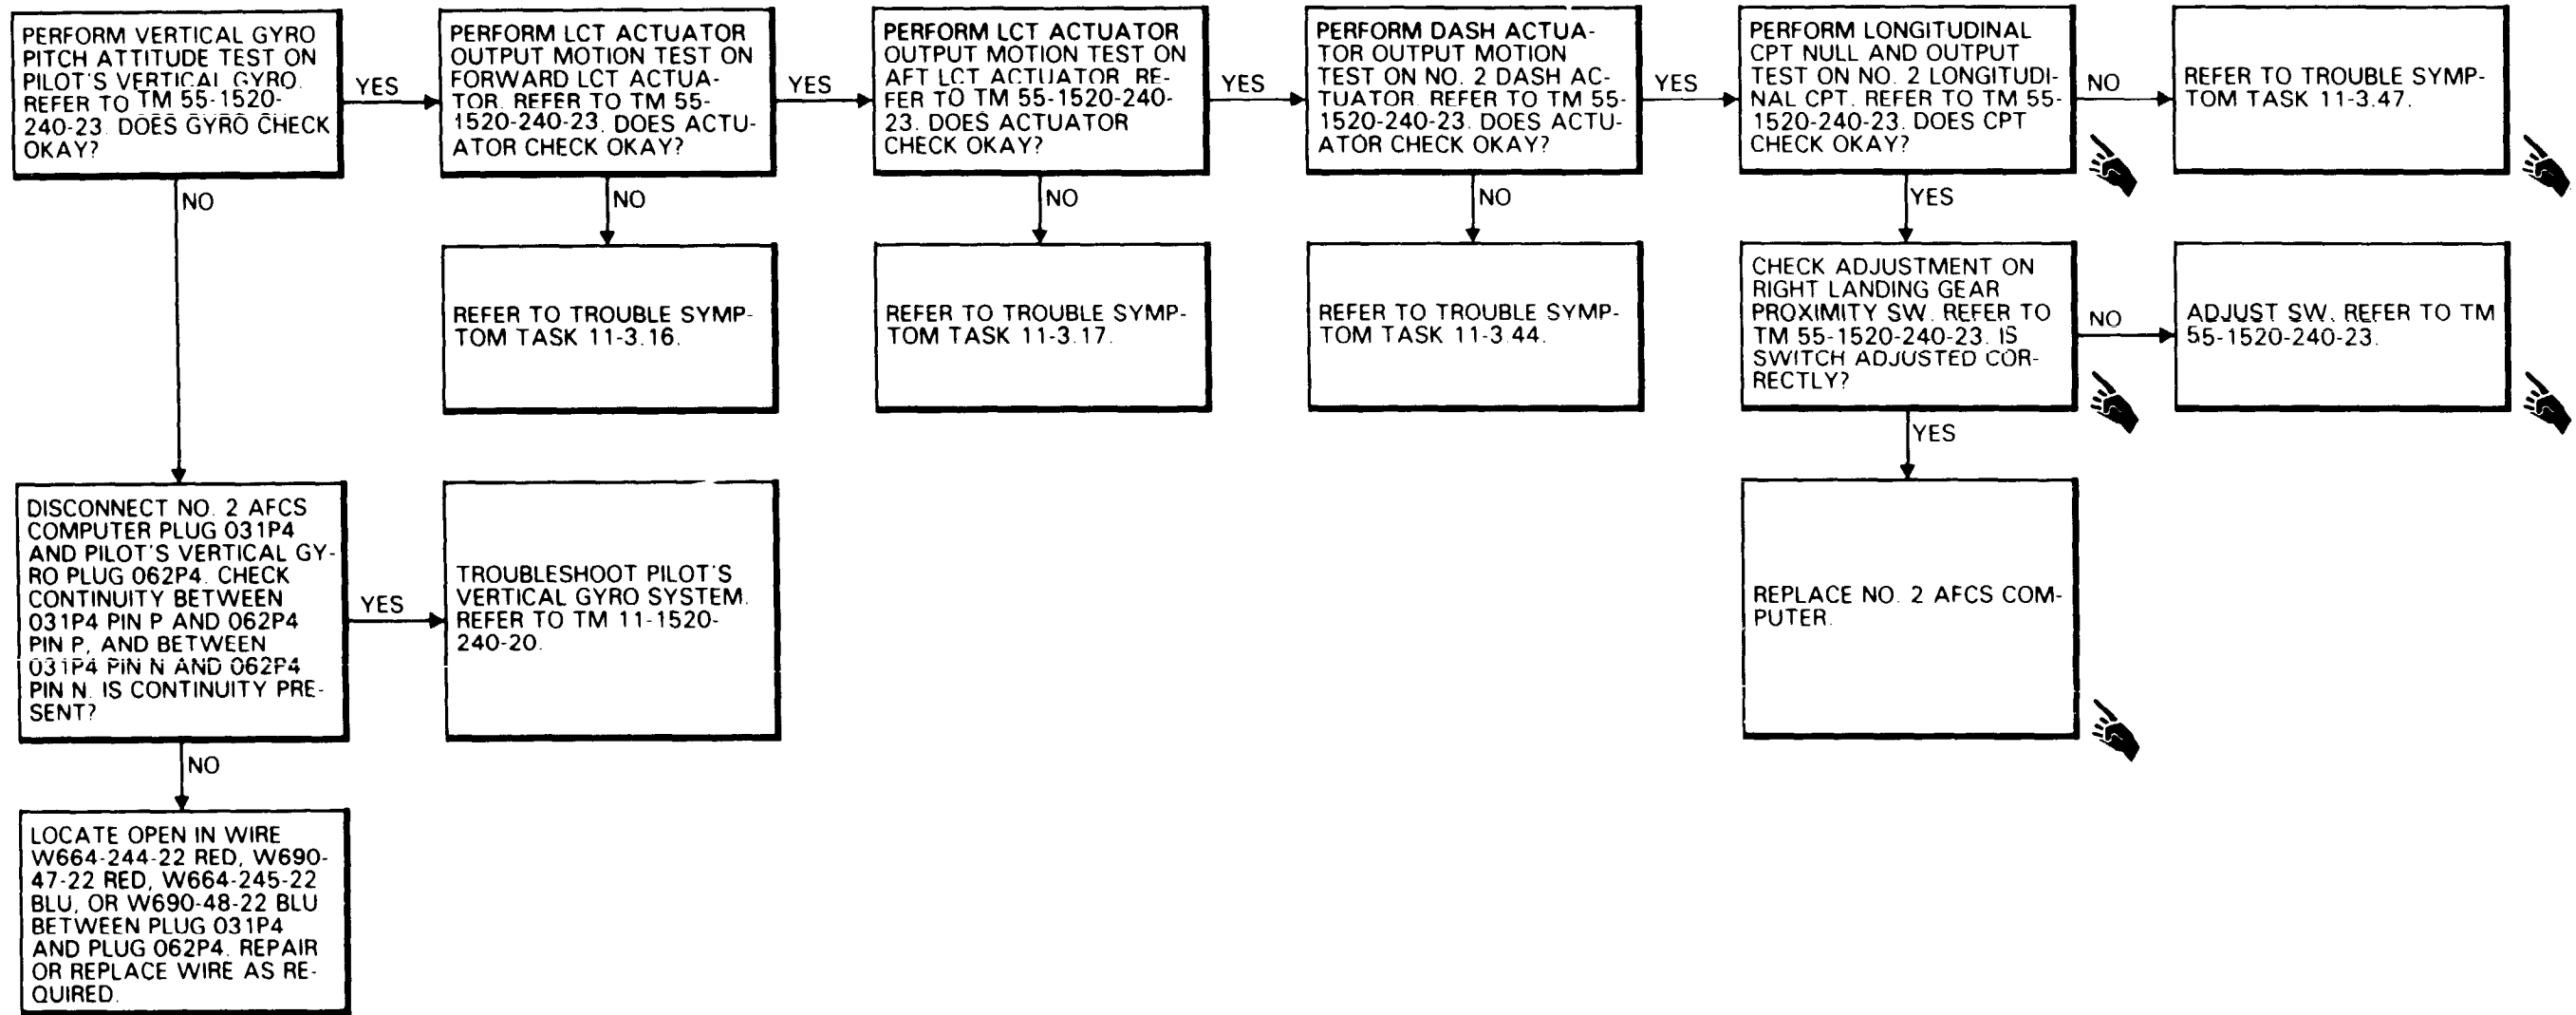 PERFORM VERTICAL GYRO
PITCH ATTITUDE TEST ON
PILOT'S VERTICAL GYRO.
REFER TO TM 55-1520-
240-23. DOES GYRO CHECK
OKAY?
YES
NO
PERFORM LCT ACTUATOR
OUTPUT MOTION TEST ON
FORWARD LCT ACTUA-
TOR. REFER TO TM 55-
1520-240-23. DOES ACTU-
ATOR CHECK OKAY?
YES
NO
PERFORM LCT ACTUATOR
OUTPUT MOTION TEST ON
AFT LCT ACTUATOR. RE-
FER TO TM 55-1520-240-
23. DOES ACTUATOR
CHECK OKAY?
YES
NO
PERFORM DASH ACTUA-
TOR OUTPUT MOTION
TEST ON NO. 2 DASH AC-
TUATOR. REFER TO TM 55-
1520-240-23. DOES ACTU-
ATOR CHECK OKAY?
YES
NO
PERFORM LONGITUDINAL
CPT NULL AND OUTPUT
TEST ON NO. 2 LONGITUDI-
NAL CPT. REFER TO TM 55-
1520-240-23. DOES CPT
CHECK OKAY?
NO
YES
REFER TO TROUBLE SYMP-
TOM TASK 11-3.47.
REFER TO TROUBLE SYMP-
TOM TASK 11-3.16.
REFER TO TROUBLE SYMP-
TOM TASK 11-3.17.
REFER TO TROUBLE SYMP-
TOM TASK 11-3.44.
CHECK ADJUSTMENT ON
RIGHT LANDING GEAR
PROXIMITY SW. REFER TO
TM 55-1520-240-23. IS
SWITCH ADJUSTED COR-
RECTLY?
NO
YES
ADJUST SW. REFER TO TM
55-1520-240-23.
DISCONNECT NO. 2 AFCS
COMPUTER PLUG 031P4
AND PILOT'S VERTICAL GY-
RO PLUG 062P4. CHECK
CONTINUITY BETWEEN
031P4 PIN P AND 062P4
PIN P, AND BETWEEN
031P4 PIN N AND 062P4
PIN N. IS CONTINUITY PRE-
SENT?
YES
NO
TROUBLESHOOT PILOT'S
VERTICAL GYRO SYSTEM.
REFER TO TM 11-1520-
240-20.
REPLACE NO. 2 AFCS COM-
PUTER.
LOCATE OPEN IN WIRE
W664-244-22 RED, W690-
47-22 RED, W664-245-22
BLU, OR W690-48-22 BLU
BETWEEN PLUG 031P4
AND PLUG 062P4. REPAIR
OR REPLACE WIRE AS RE-
QUIRED.